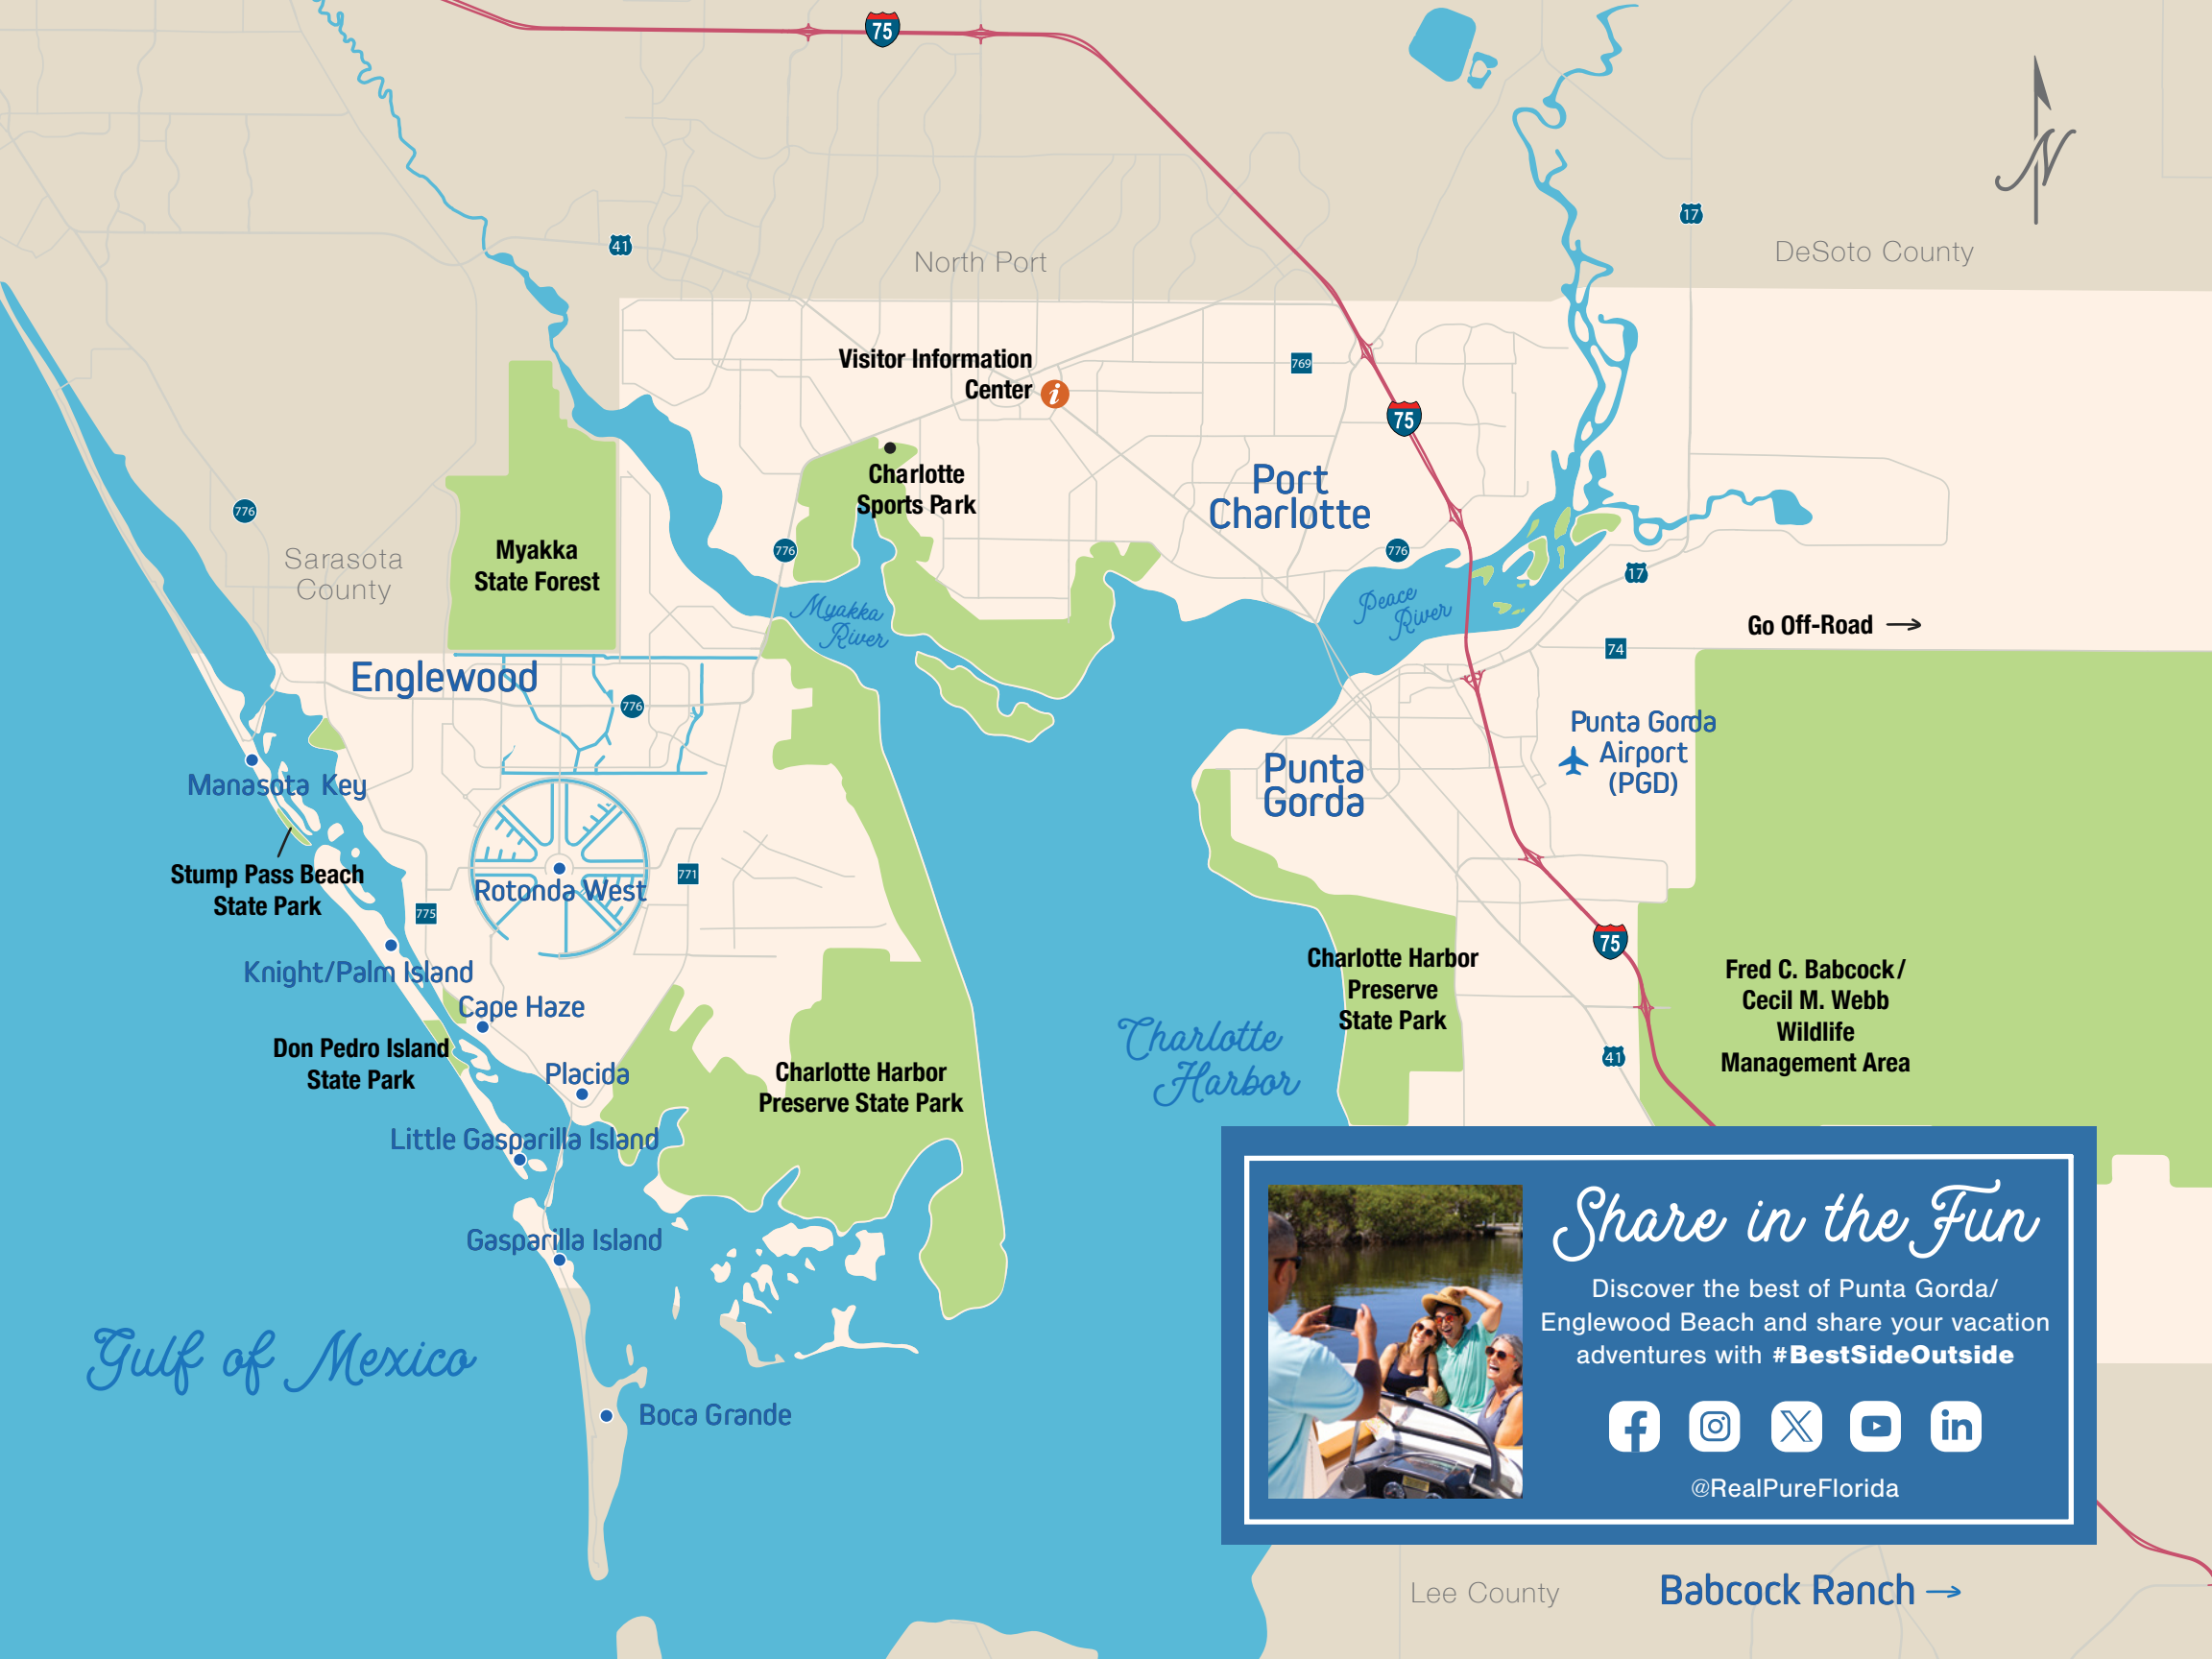 75
17
41
North Port
DeSoto County
Visitor Information
Center
i
769
75
Charlotte
Sports Park
Port
Charlotte
776
Sarasota
County
Myakka
State Forest
776
776
17
Myakka
River
Peace
River
Go Off-Road
74
Englewood
776
Punta Gorda
Airport
(PGD)
Manasota Key
Punta
Gorda
Stump Pass Beach
State Park
Rotonda West
771
775
75
Knight/Palm Island
Charlotte Harbor
Preserve
State Park
Fred C. Babcock/
Cecil M. Webb
Wildlife
Management Area
Cape Haze
Charlotte
Harbor
Don Pedro Island
State Park
Placida
Charlotte Harbor
Preserve State Park
41
Little Gasparilla Island
Gasparilla Island
Gulf of Mexico
Boca Grande
Share in the Fun
Discover the best of Punta Gorda/
Englewood Beach and share your vacation
adventures with #BestSideOutside
@RealPureFlorida
Lee County
Babcock Ranch
N